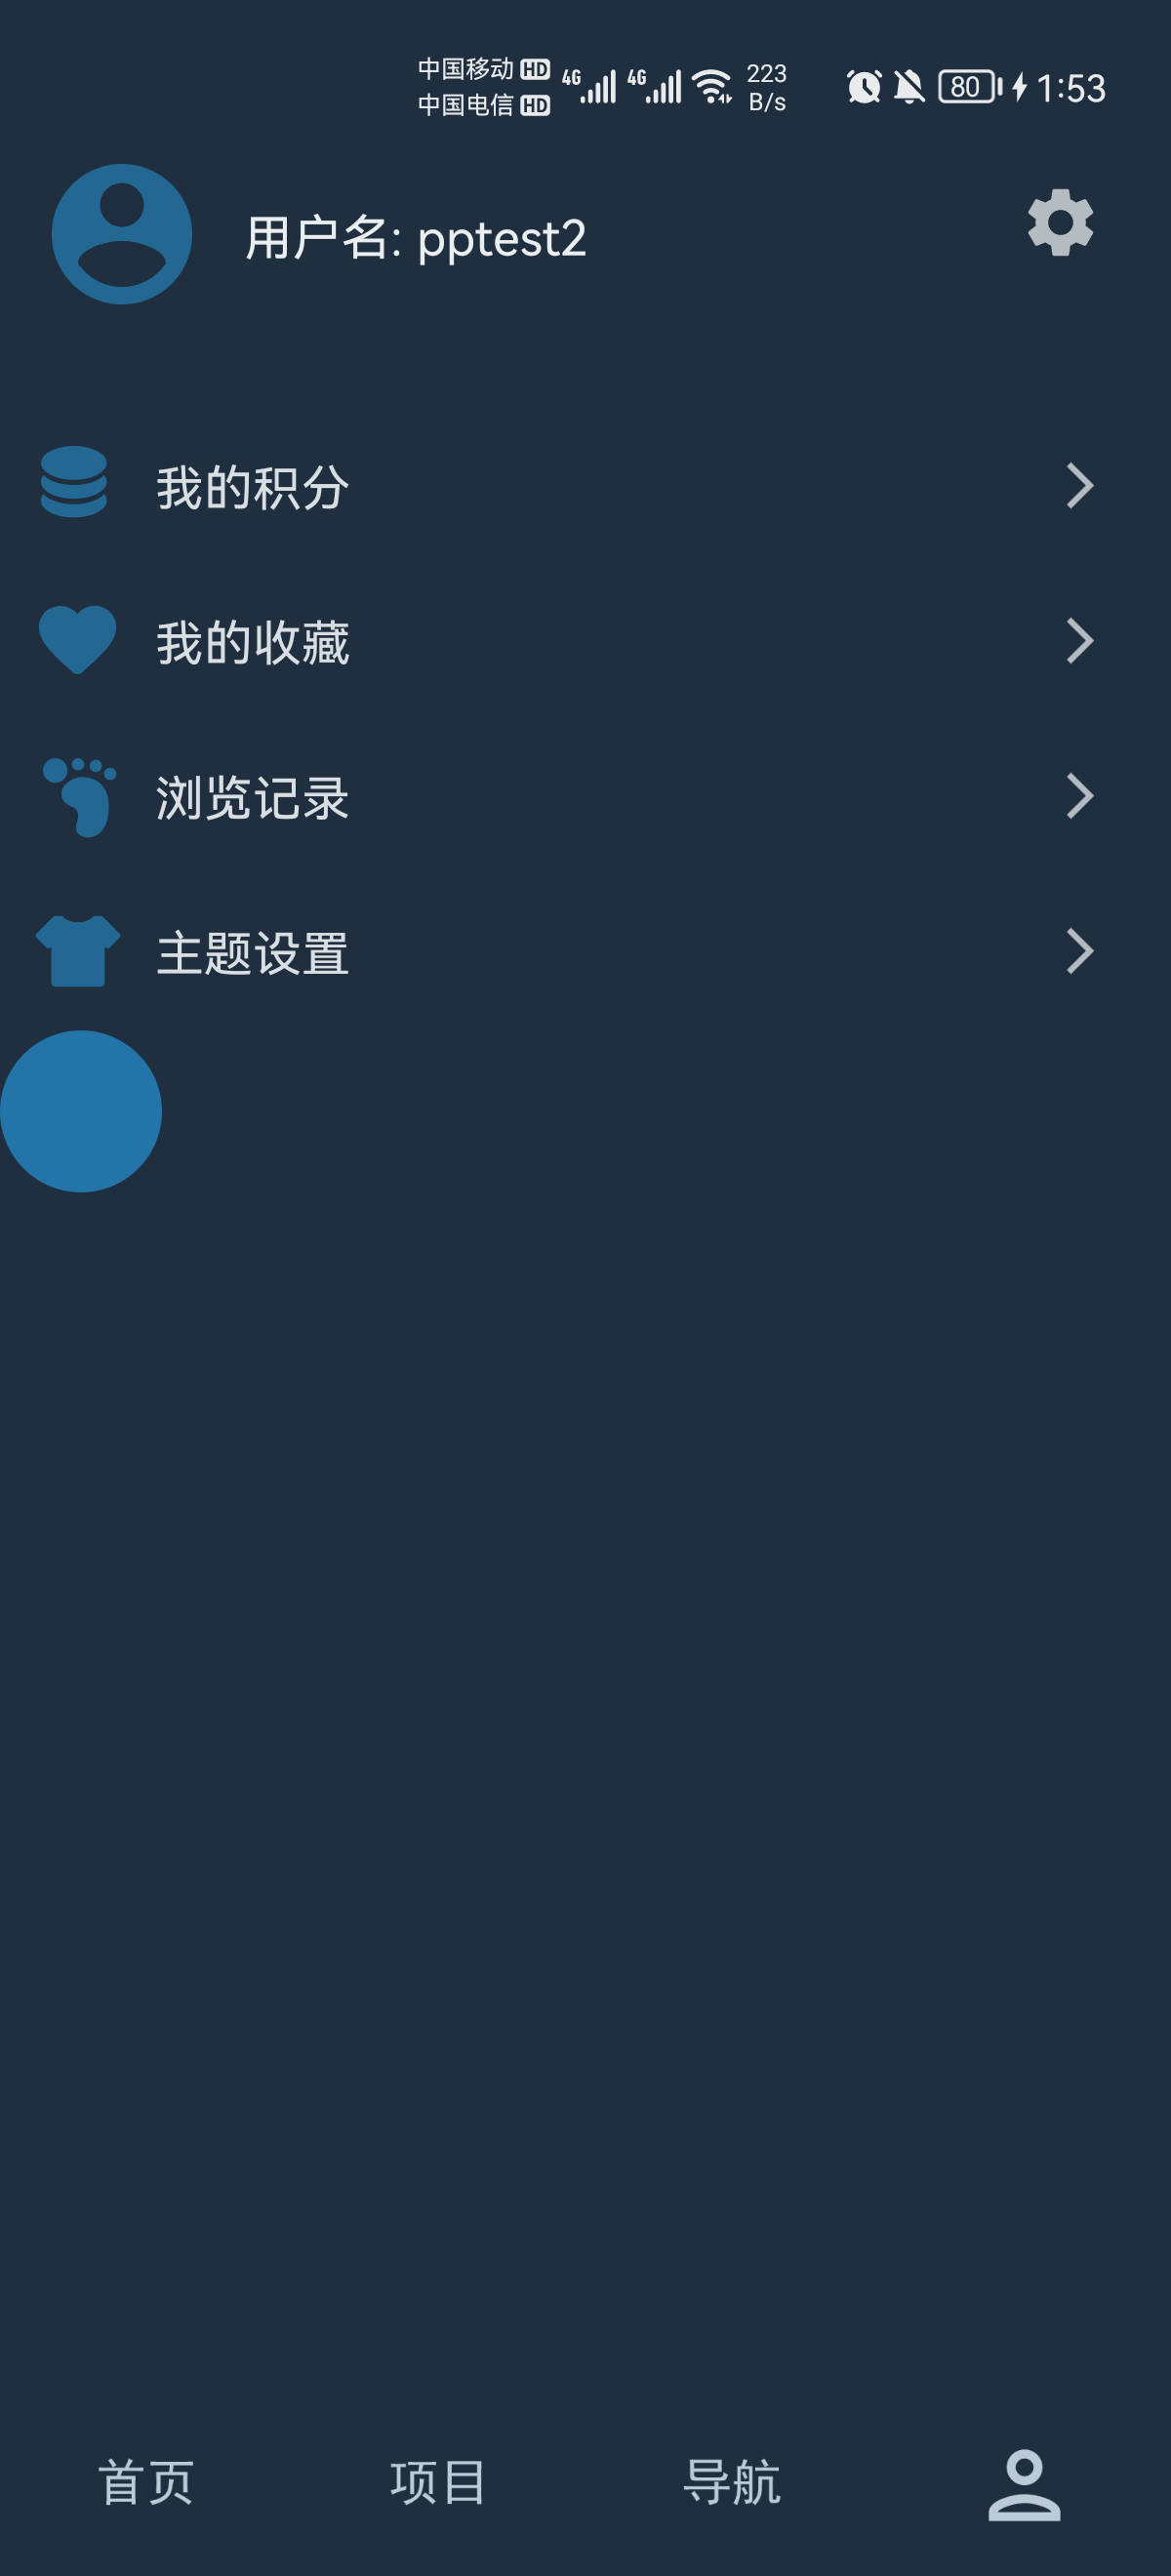 中国移动 HD 4G 4G 223
中国电信 HD B/s 80 1:53
用户名: pptest2
我的积分
我的收藏
浏览记录
主题设置
首页 项目 导航